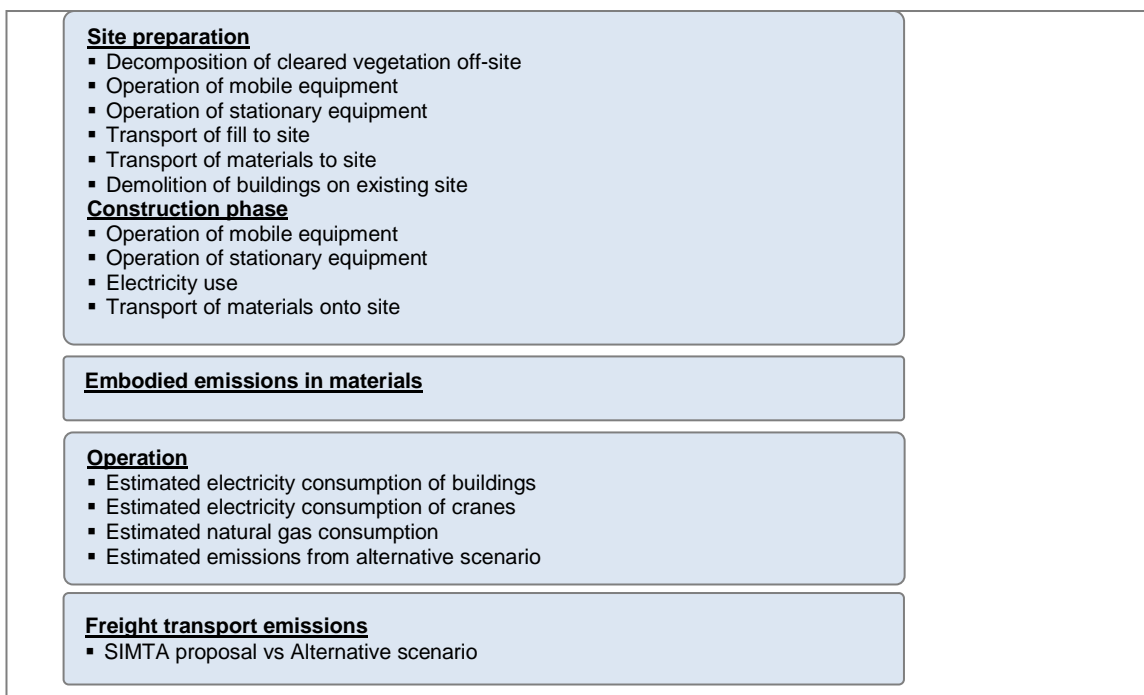 Site preparation
▪ Decomposition of cleared vegetation off-site
▪ Operation of mobile equipment
▪ Operation of stationary equipment
▪ Transport of fill to site
▪ Transport of materials to site
▪ Demolition of buildings on existing site
Construction phase
▪ Operation of mobile equipment
▪ Operation of stationary equipment
▪ Electricity use
▪ Transport of materials onto site
Embodied emissions in materials
Operation
▪ Estimated electricity consumption of buildings
▪ Estimated electricity consumption of cranes
▪ Estimated natural gas consumption
▪ Estimated emissions from alternative scenario
Freight transport emissions
▪ SIMTA proposal vs Alternative scenario